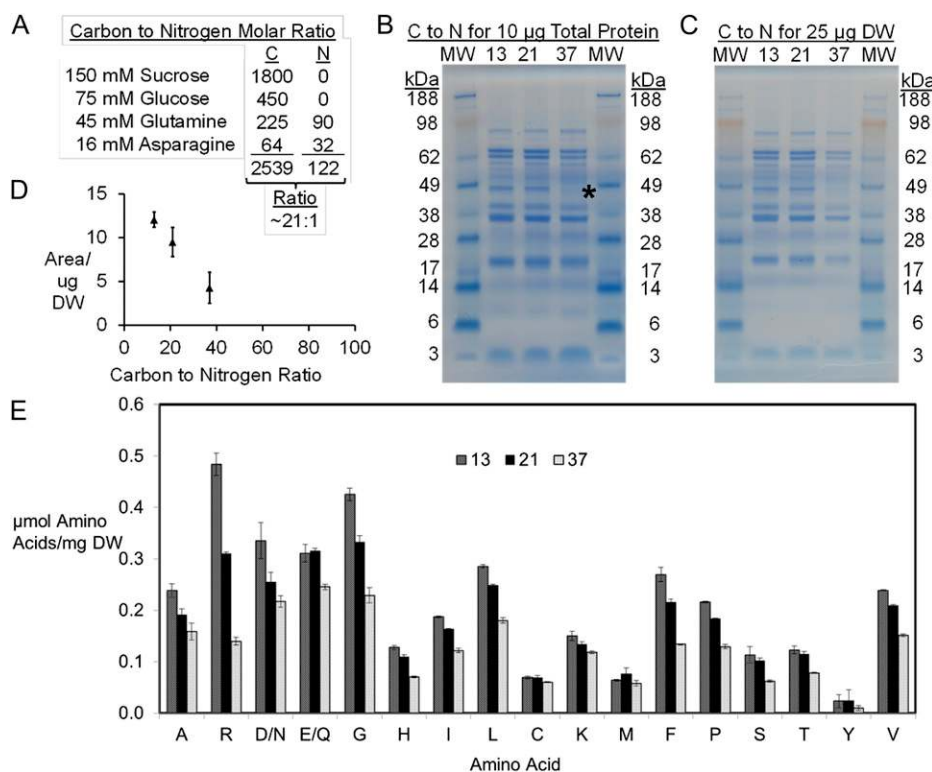 A
Carbon to Nitrogen Molar Ratio
C N
150 mM Sucrose 1800 0
75 mM Glucose 450 0
45 mM Glutamine 225 90
16 mM Asparagine 64 32
2539 122
Ratio
~21:1
B
C to N for 10 µg Total Protein
MW 13 21 37 MW
kDa kDa
188 188
98 98
62 62
49 * 49
38 38
28 28
17 17
14 14
6 6
3 3
C
C to N for 25 µg DW
MW 13 21 37 MW
kDa
188
98
62
49
38
28
17
14
6
3
D
15
10
5
0
Area/
ug
DW
0 20 40 60 80 100
Carbon to Nitrogen Ratio
E
0.6
0.5
0.4
0.3
0.2
0.1
0.0
µmol Amino
Acids/mg DW
13 21 37
A R D/N E/Q G H I L C K M F P S T Y V
Amino Acid